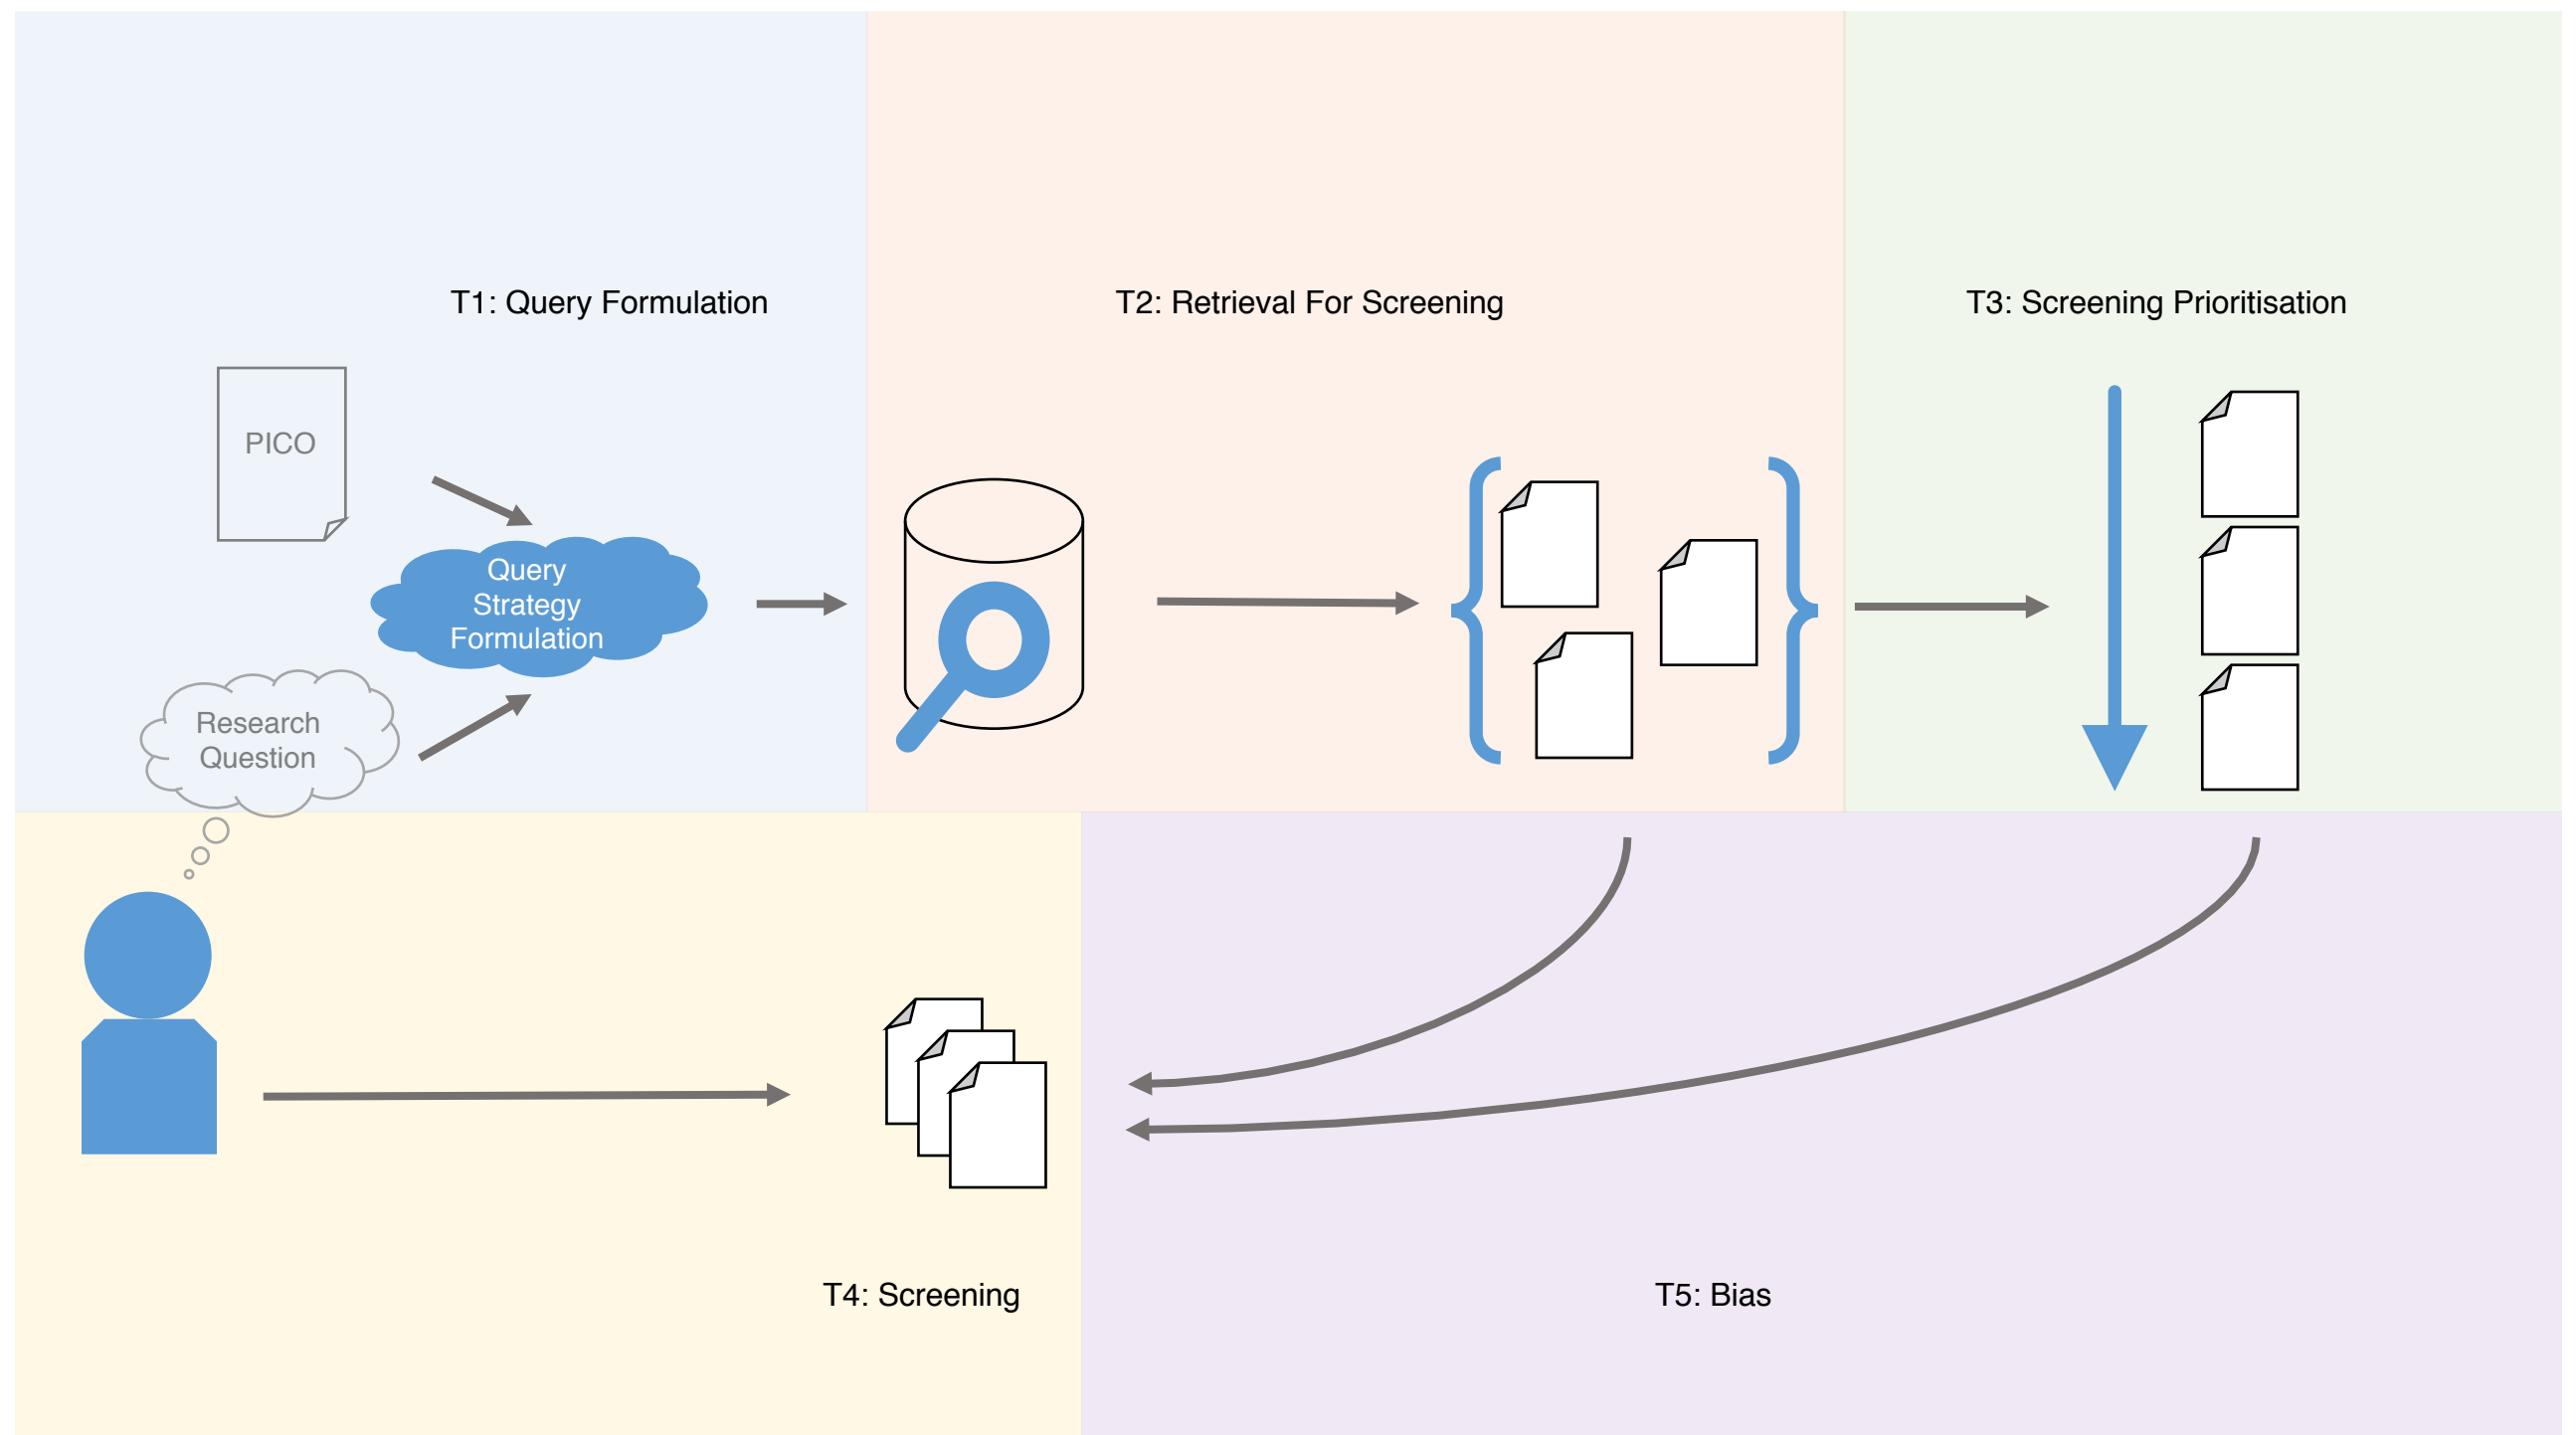 T1: Query Formulation
T2: Retrieval For Screening
T3: Screening Prioritisation
PICO
Query
Strategy
Formulation
Research
Question
T4: Screening
T5: Bias